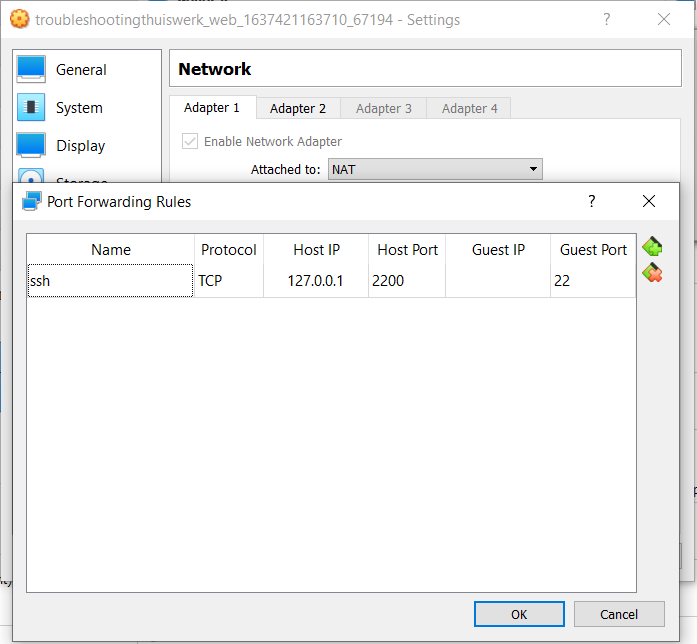 troubleshootingthuiswerk_web_1637421163710_67194 - Settings
?
General
System
Display
Storage
Network
Adapter 1
Adapter 2
Adapter 3
Adapter 4
Enable Network Adapter
Attached to: NAT
Port Forwarding Rules
?
Name Protocol Host IP Host Port Guest IP Guest Port
ssh TCP 127.0.0.1 2200 22
OK Cancel